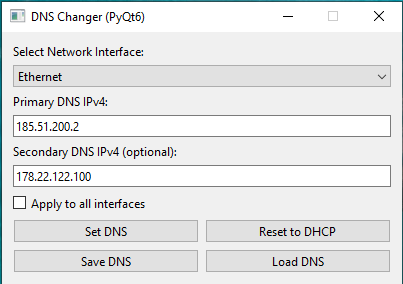 DNS Changer (PyQt6)
Select Network Interface:
Ethernet
Primary DNS IPv4:
185.51.200.2
Secondary DNS IPv4 (optional):
178.22.122.100
Apply to all interfaces
Set DNS Reset to DHCP
Save DNS Load DNS